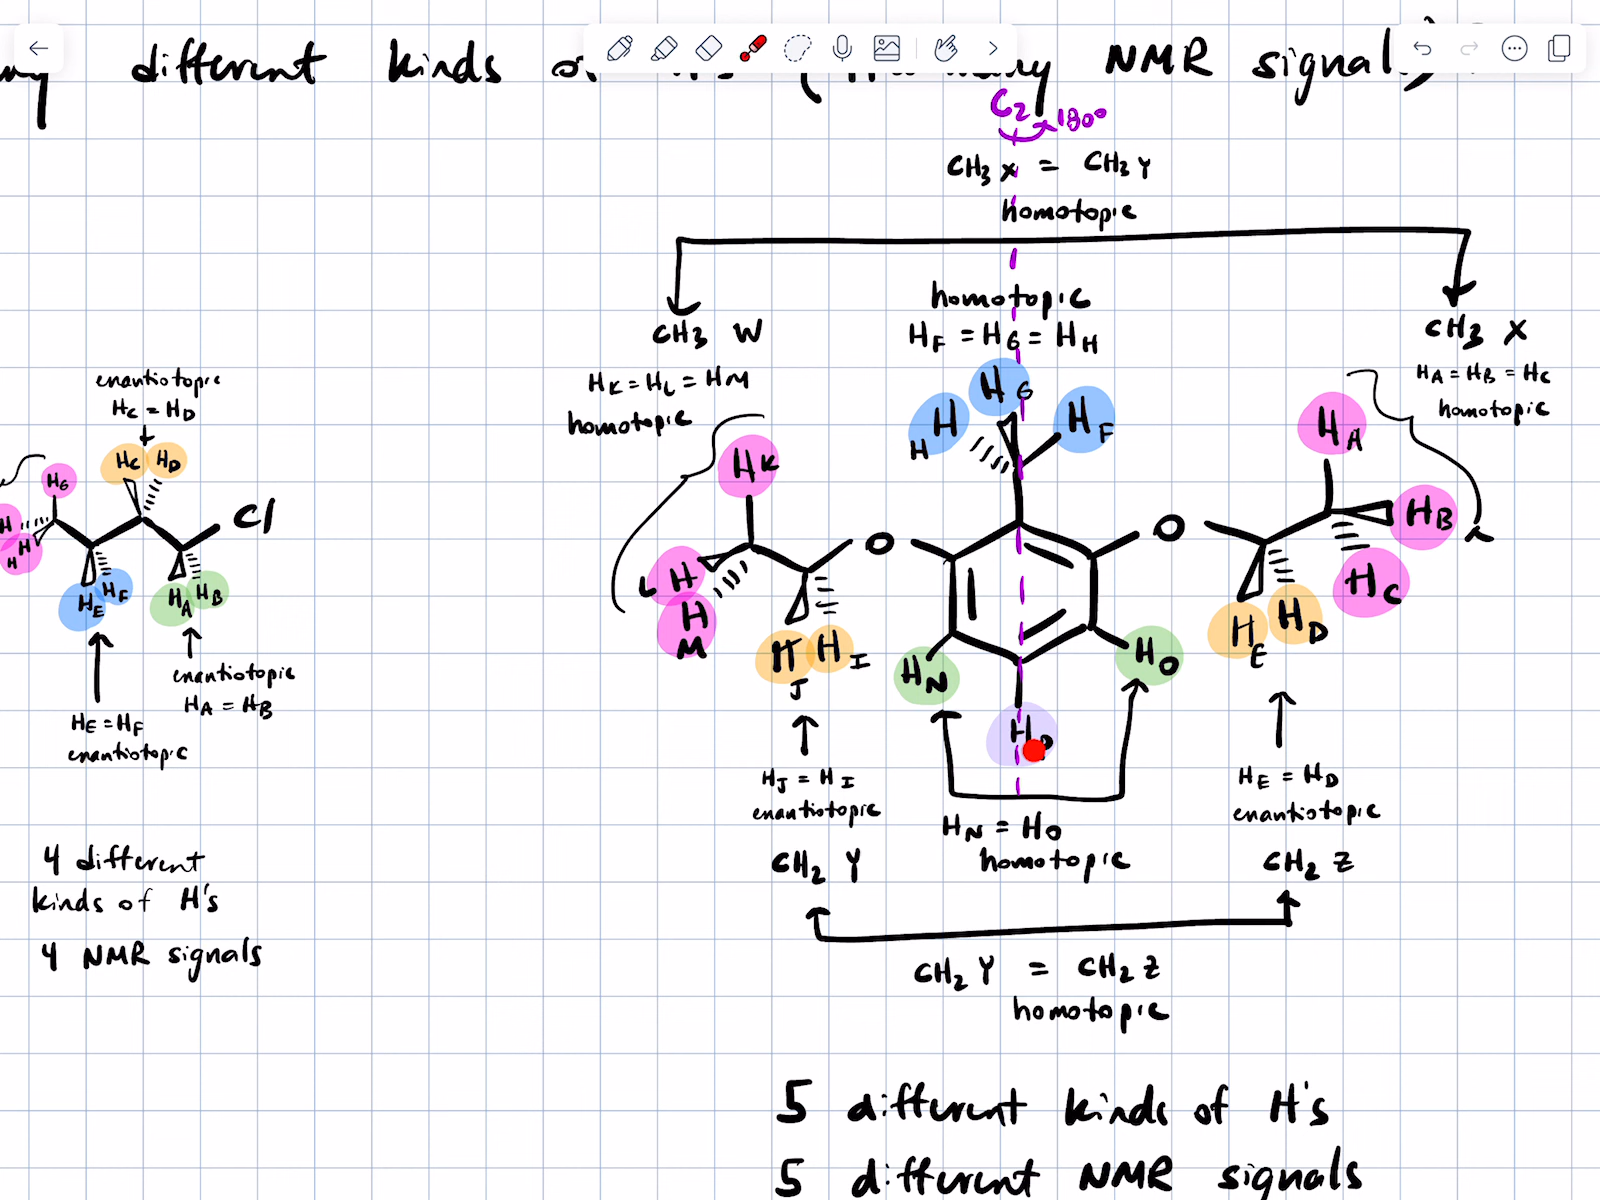 different kinds
NMR signals
C2
180°
CH3 X = CH3 Y
homotopic
homotopic
HF = HG = HH
CH3 W
HK = HL = HM
homotopic
CH3 X
HA = HB = HC
homotopic
enantiotopic
HC = HD
HC HD
HG
H
H
H
Cl
HE HF
HA HB
enantiotopic
HA = HB
HE = HF
enantiotopic
4 different
kinds of H's
4 NMR signals
HG
HH
HF
HK
HL
HM
O
HJ HI
HN
HP
HO
O
HA
HB
HC
HE HD
HJ = HI
enantiotopic
CH2 Y
HN = HO
homotopic
HE = HD
enantiotopic
CH2 Z
CH2 Y = CH2 Z
homotopic
5 different kinds of H's
5 different NMR signals